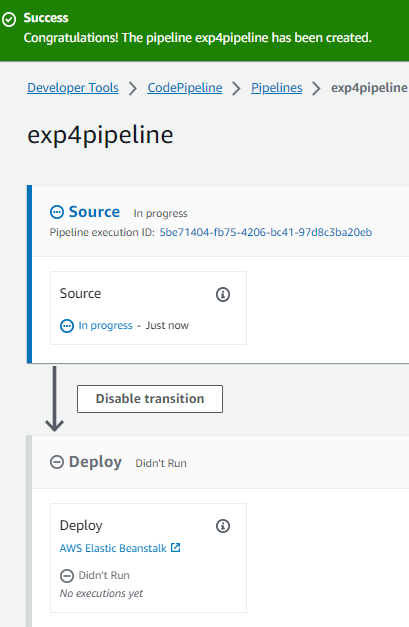 Success
Congratulations! The pipeline exp4pipeline has been created.
Developer Tools > CodePipeline > Pipelines > exp4pipeline
exp4pipeline
Source In progress
Pipeline execution ID: 5be71404-fb75-4206-bc41-97d8c3ba20eb
Source
In progress - Just now
Disable transition
Deploy Didn't Run
Deploy
AWS Elastic Beanstalk
Didn't Run
No executions yet